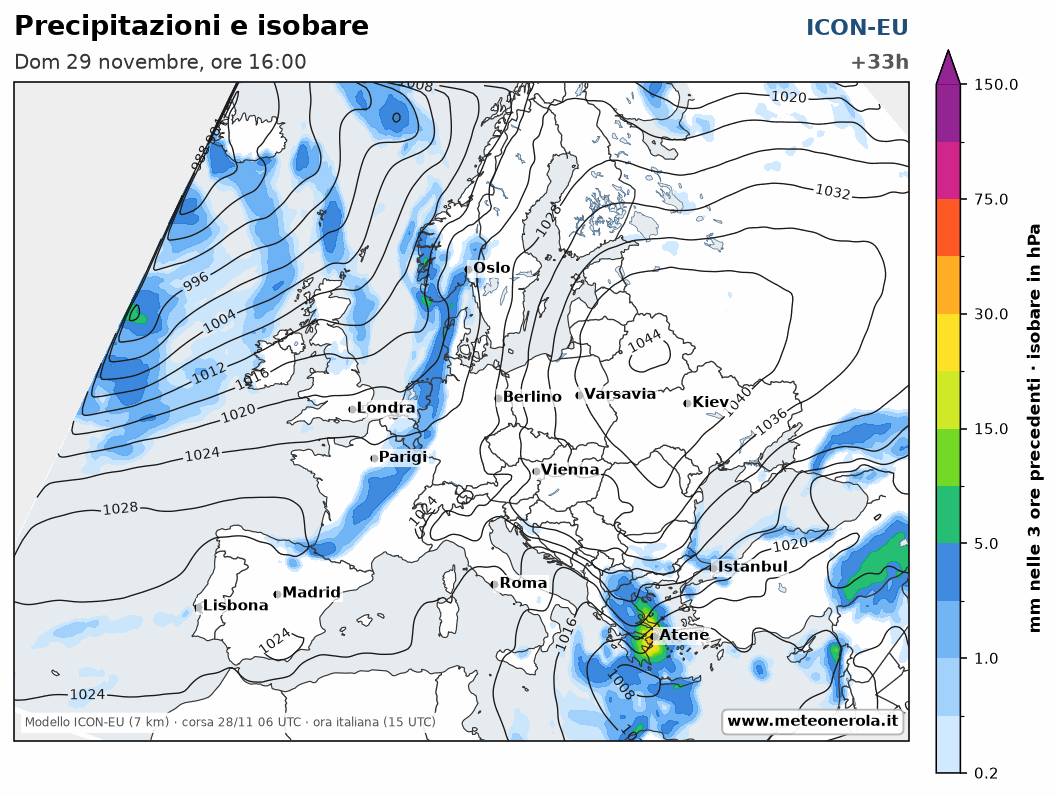 Precipitazioni e isobare
ICON-EU
Dom 29 novembre, ore 16:00
+33h
1008
1020
150.0
988
1032
75.0
1028
Oslo
996
1004
30.0
1044
1012
1016
Berlino
Varsavia
Kiev
1040
Londra
1020
1036
15.0
1024
Parigi
Vienna
1024
1028
1020
5.0
Istanbul
Roma
Madrid
Lisbona
1016
Atene
1024
1.0
1008
1024
Modello ICON-EU (7 km) · corsa 28/11 06 UTC · ora italiana (15 UTC)
www.meteonerola.it
0.2
mm nelle 3 ore precedenti · isobare in hPa